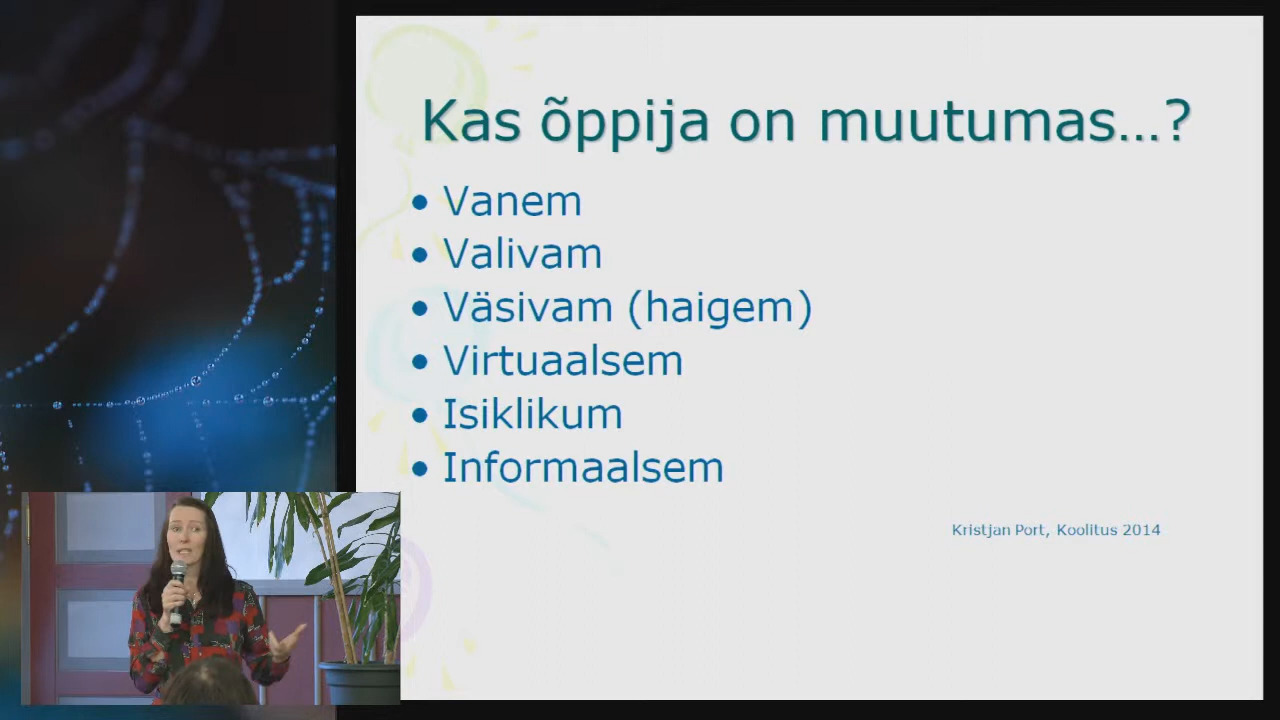 Kas õppija on muutumas...?
• Vanem
• Valivam
• Väsivam (haigem)
• Virtuaalsem
• Isiklikum
• Informaalsem
Kristjan Port, Koolitus 2014